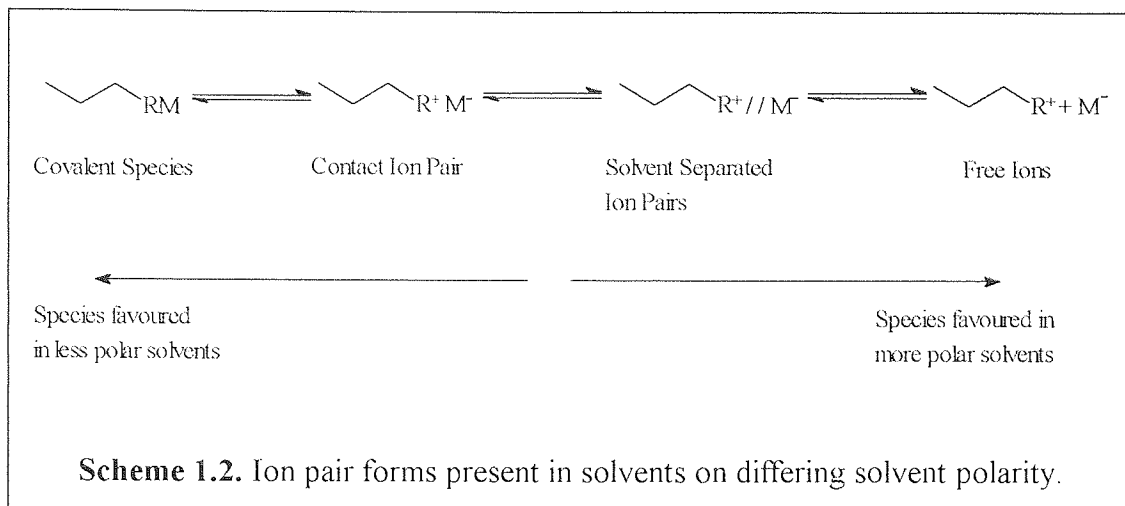 RM R⁺ M⁻ R⁺ // M⁻ R⁺ + M⁻
Covalent Species Contact Ion Pair Solvent Separated Free Ions
Ion Pairs
Species favoured Species favoured in
in less polar solvents more polar solvents
Scheme 1.2. Ion pair forms present in solvents on differing solvent polarity.